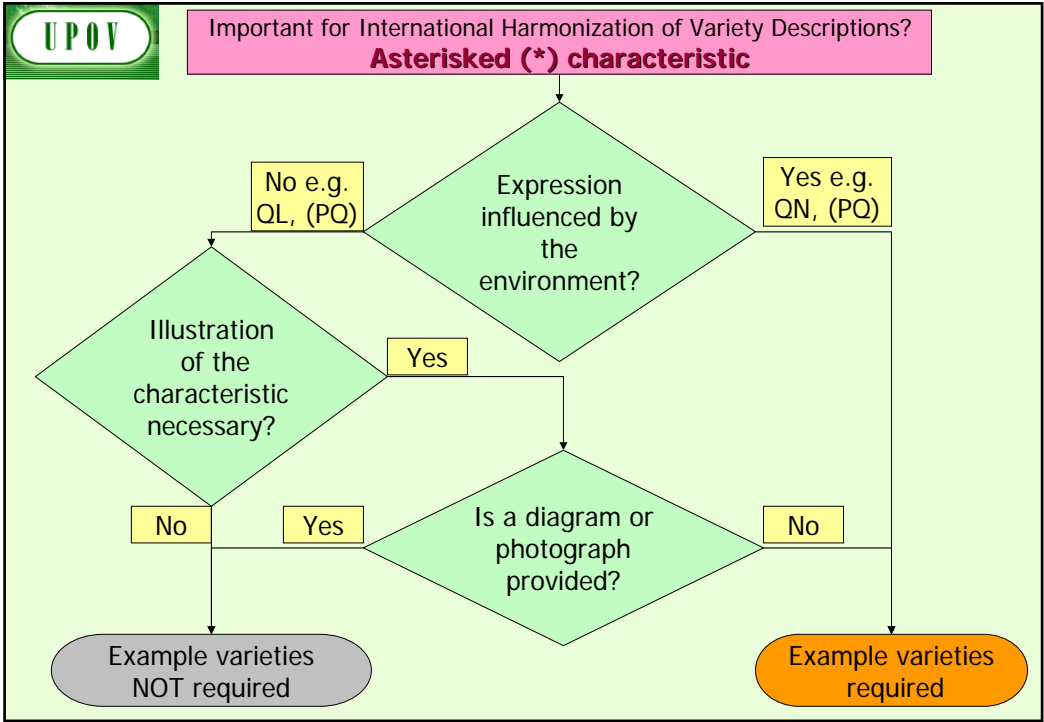 UPOV
Important for International Harmonization of Variety Descriptions?
Asterisked (*) characteristic
No e.g.
QL, (PQ)
Expression
influenced by
the
environment?
Yes e.g.
QN, (PQ)
Illustration
of the
characteristic
necessary?
Yes
No
Yes
Is a diagram or
photograph
provided?
No
Example varieties
NOT required
Example varieties
required